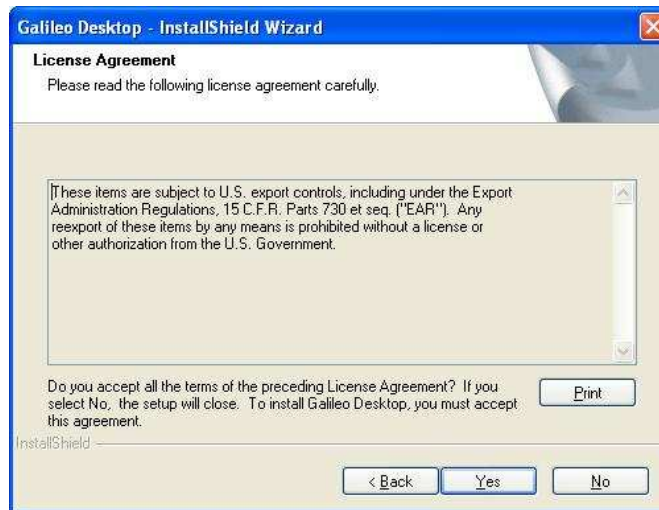 Galileo Desktop - InstallShield Wizard
License Agreement
Please read the following license agreement carefully.
These items are subject to U.S. export controls, including under the Export
Administration Regulations, 15 C.F.R. Parts 730 et seq. ("EAR").  Any
reexport of these items by any means is prohibited without a license or
other authorization from the U.S. Government.
Do you accept all the terms of the preceding License Agreement?  If you
select No,  the setup will close.  To install Galileo Desktop, you must accept
this agreement.
Print
InstallShield
< Back
Yes
No